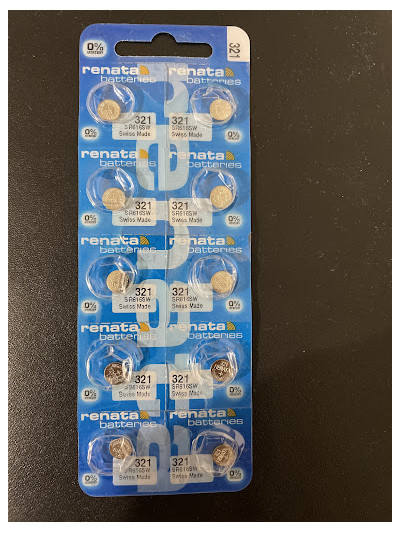 0%
MERCURY
321
renata
batteries
321
SR616SW
Swiss Made
0%
renata
batteries
321
SR616SW
Swiss Made
0%
renata
batteries
321
SR616SW
Swiss Made
0%
renata
batteries
321
SR616SW
Swiss Made
0%
renata
batteries
321
SR616SW
Swiss Made
0%
renata
batteries
321
SR616SW
Swiss Made
0%
renata
batteries
321
SR616SW
Swiss Made
0%
renata
batteries
321
SR616SW
Swiss Made
0%
renata
batteries
321
SR616SW
Swiss Made
0%
renata
batteries
321
SR616SW
Swiss Made
0%
renata